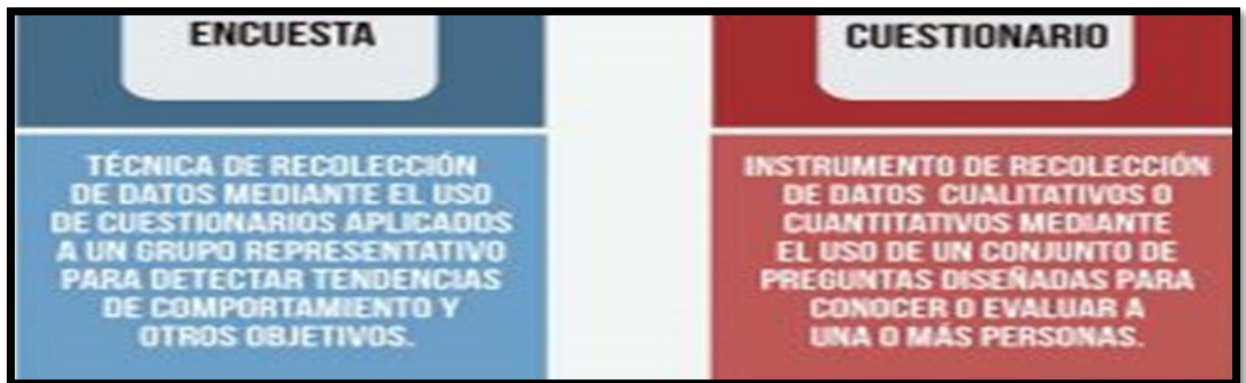 ENCUESTA
TÉCNICA DE RECOLECCIÓN
DE DATOS MEDIANTE EL USO
DE CUESTIONARIOS APLICADOS
A UN GRUPO REPRESENTATIVO
PARA DETECTAR TENDENCIAS
DE COMPORTAMIENTO Y
OTROS OBJETIVOS.
CUESTIONARIO
INSTRUMENTO DE RECOLECCIÓN
DE DATOS CUALITATIVOS O
CUANTITATIVOS MEDIANTE
EL USO DE UN CONJUNTO DE
PREGUNTAS DISEÑADAS PARA
CONOCER O EVALUAR A
UNA O MÁS PERSONAS.